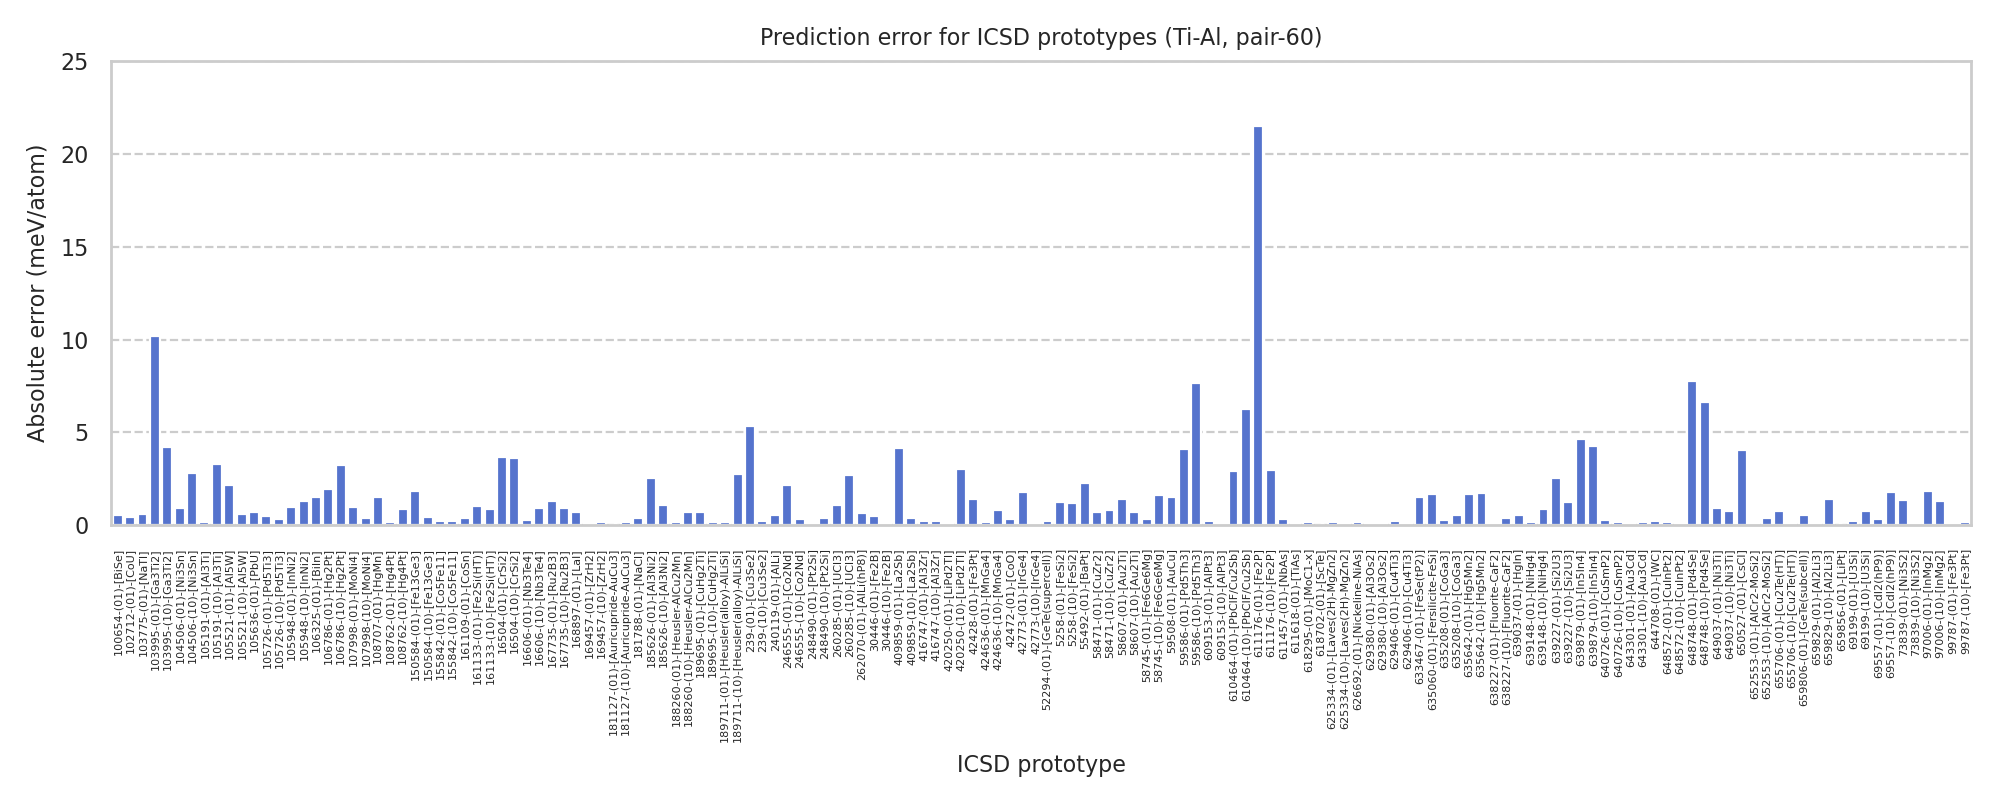 Prediction error for ICSD prototypes (Ti-Al, pair-60)
Absolute error (meV/atom)
25
20
15
10
5
0
100654-(01)-[BiSe]
102712-(01)-[CoU]
103775-(01)-[NaTl]
103995-(01)-[Ga3Ti2]
103995-(10)-[Ga3Ti2]
104506-(01)-[Ni3Sn]
104506-(10)-[Ni3Sn]
105191-(01)-[Al3Ti]
105191-(10)-[Al3Ti]
105521-(01)-[Al5W]
105521-(10)-[Al5W]
105636-(01)-[PbU]
105726-(01)-[Pd5Ti3]
105726-(10)-[Pd5Ti3]
105948-(01)-[InNi2]
105948-(10)-[InNi2]
106325-(01)-[BiIn]
106786-(01)-[Hg2Pt]
106786-(10)-[Hg2Pt]
107998-(01)-[MoNi4]
107998-(10)-[MoNi4]
108707-(01)-[HgMn]
108762-(01)-[Hg4Pt]
108762-(10)-[Hg4Pt]
150584-(01)-[Fe13Ge3]
150584-(10)-[Fe13Ge3]
155842-(01)-[Co5Fe11]
155842-(10)-[Co5Fe11]
161109-(01)-[CoSn]
161133-(01)-[Fe2Si(HT)]
161133-(10)-[Fe2Si(HT)]
16504-(01)-[CrSi2]
16504-(10)-[CrSi2]
16606-(01)-[Nb3Te4]
16606-(10)-[Nb3Te4]
167735-(01)-[Ru2B3]
167735-(10)-[Ru2B3]
168897-(01)-[LaI]
169457-(01)-[ZrH2]
169457-(10)-[ZrH2]
181127-(01)-[Auricupride-AuCu3]
181127-(10)-[Auricupride-AuCu3]
181788-(01)-[NaCl]
185626-(01)-[Al3Ni2]
185626-(10)-[Al3Ni2]
188260-(01)-[Heusler-AlCu2Mn]
188260-(10)-[Heusler-AlCu2Mn]
189695-(01)-[CuHg2Ti]
189695-(10)-[CuHg2Ti]
189711-(01)-[Heusler(alloy)-AlLiSi]
189711-(10)-[Heusler(alloy)-AlLiSi]
239-(01)-[Cu3Se2]
239-(10)-[Cu3Se2]
240119-(01)-[AlLi]
246555-(01)-[Co2Nd]
246555-(10)-[Co2Nd]
248490-(01)-[Pt2Si]
248490-(10)-[Pt2Si]
260285-(01)-[UCl3]
260285-(10)-[UCl3]
262070-(01)-[AlLi(hP8)]
30446-(01)-[Fe2B]
30446-(10)-[Fe2B]
409859-(01)-[La2Sb]
409859-(10)-[La2Sb]
416747-(01)-[Al3Zr]
416747-(10)-[Al3Zr]
420250-(01)-[LiPd2Tl]
420250-(10)-[LiPd2Tl]
42428-(01)-[Fe3Pt]
424636-(01)-[MnGa4]
424636-(10)-[MnGa4]
42472-(01)-[CoO]
42773-(01)-[IrGe4]
42773-(10)-[IrGe4]
52294-(01)-[GeTe(supercell)]
5258-(01)-[FeSi2]
5258-(10)-[FeSi2]
55492-(01)-[BaPt]
58471-(01)-[CuZr2]
58471-(10)-[CuZr2]
58607-(01)-[Au2Ti]
58607-(10)-[Au2Ti]
58745-(01)-[Fe6Ge6Mg]
58745-(10)-[Fe6Ge6Mg]
59508-(01)-[AuCu]
595586-(01)-[Pd5Th3]
595586-(10)-[Pd5Th3]
609153-(01)-[AlPt3]
609153-(10)-[AlPt3]
610464-(01)-[PbClF/Cu2Sb]
610464-(10)-[PbClF/Cu2Sb]
611176-(01)-[Fe2P]
611176-(10)-[Fe2P]
611457-(01)-[NbAs]
611618-(01)-[TiAs]
618295-(01)-[MoC1-x]
618702-(01)-[ScTe]
625334-(01)-[Laves(2H)-MgZn2]
625334-(10)-[Laves(2H)-MgZn2]
626692-(01)-[Nickeline-NiAs]
629380-(01)-[Al3Os2]
629380-(10)-[Al3Os2]
629406-(01)-[Cu4Ti3]
629406-(10)-[Cu4Ti3]
633467-(01)-[FeSe(tP2)]
635060-(01)-[Fersilicite-FeSi]
635208-(01)-[CoGa3]
635208-(10)-[CoGa3]
635642-(01)-[Hg5Mn2]
635642-(10)-[Hg5Mn2]
638227-(01)-[Fluorite-CaF2]
638227-(10)-[Fluorite-CaF2]
639037-(01)-[HgIn]
639148-(01)-[NiHg4]
639148-(10)-[NiHg4]
639227-(01)-[Si2U3]
639227-(10)-[Si2U3]
639879-(01)-[In5In4]
639879-(10)-[In5In4]
640726-(01)-[CuSmP2]
640726-(10)-[CuSmP2]
643301-(01)-[Au3Cd]
643301-(10)-[Au3Cd]
644708-(01)-[WC]
648572-(01)-[CuInPt2]
648572-(10)-[CuInPt2]
648748-(01)-[Pd4Se]
648748-(10)-[Pd4Se]
649037-(01)-[Ni3Ti]
649037-(10)-[Ni3Ti]
650527-(01)-[CsCl]
652553-(01)-[AlCr2-MoSi2]
652553-(10)-[AlCr2-MoSi2]
655706-(01)-[Cu2Te(HT)]
655706-(10)-[Cu2Te(HT)]
659806-(01)-[GeTe(subcell)]
659829-(01)-[Al2Li3]
659829-(10)-[Al2Li3]
659856-(01)-[LiPt]
69199-(01)-[U3Si]
69199-(10)-[U3Si]
69557-(01)-[CdI2(hP9)]
69557-(10)-[CdI2(hP9)]
73839-(01)-[Ni3S2]
73839-(10)-[Ni3S2]
97006-(01)-[InMg2]
97006-(10)-[InMg2]
99787-(01)-[Fe3Pt]
99787-(10)-[Fe3Pt]
ICSD prototype